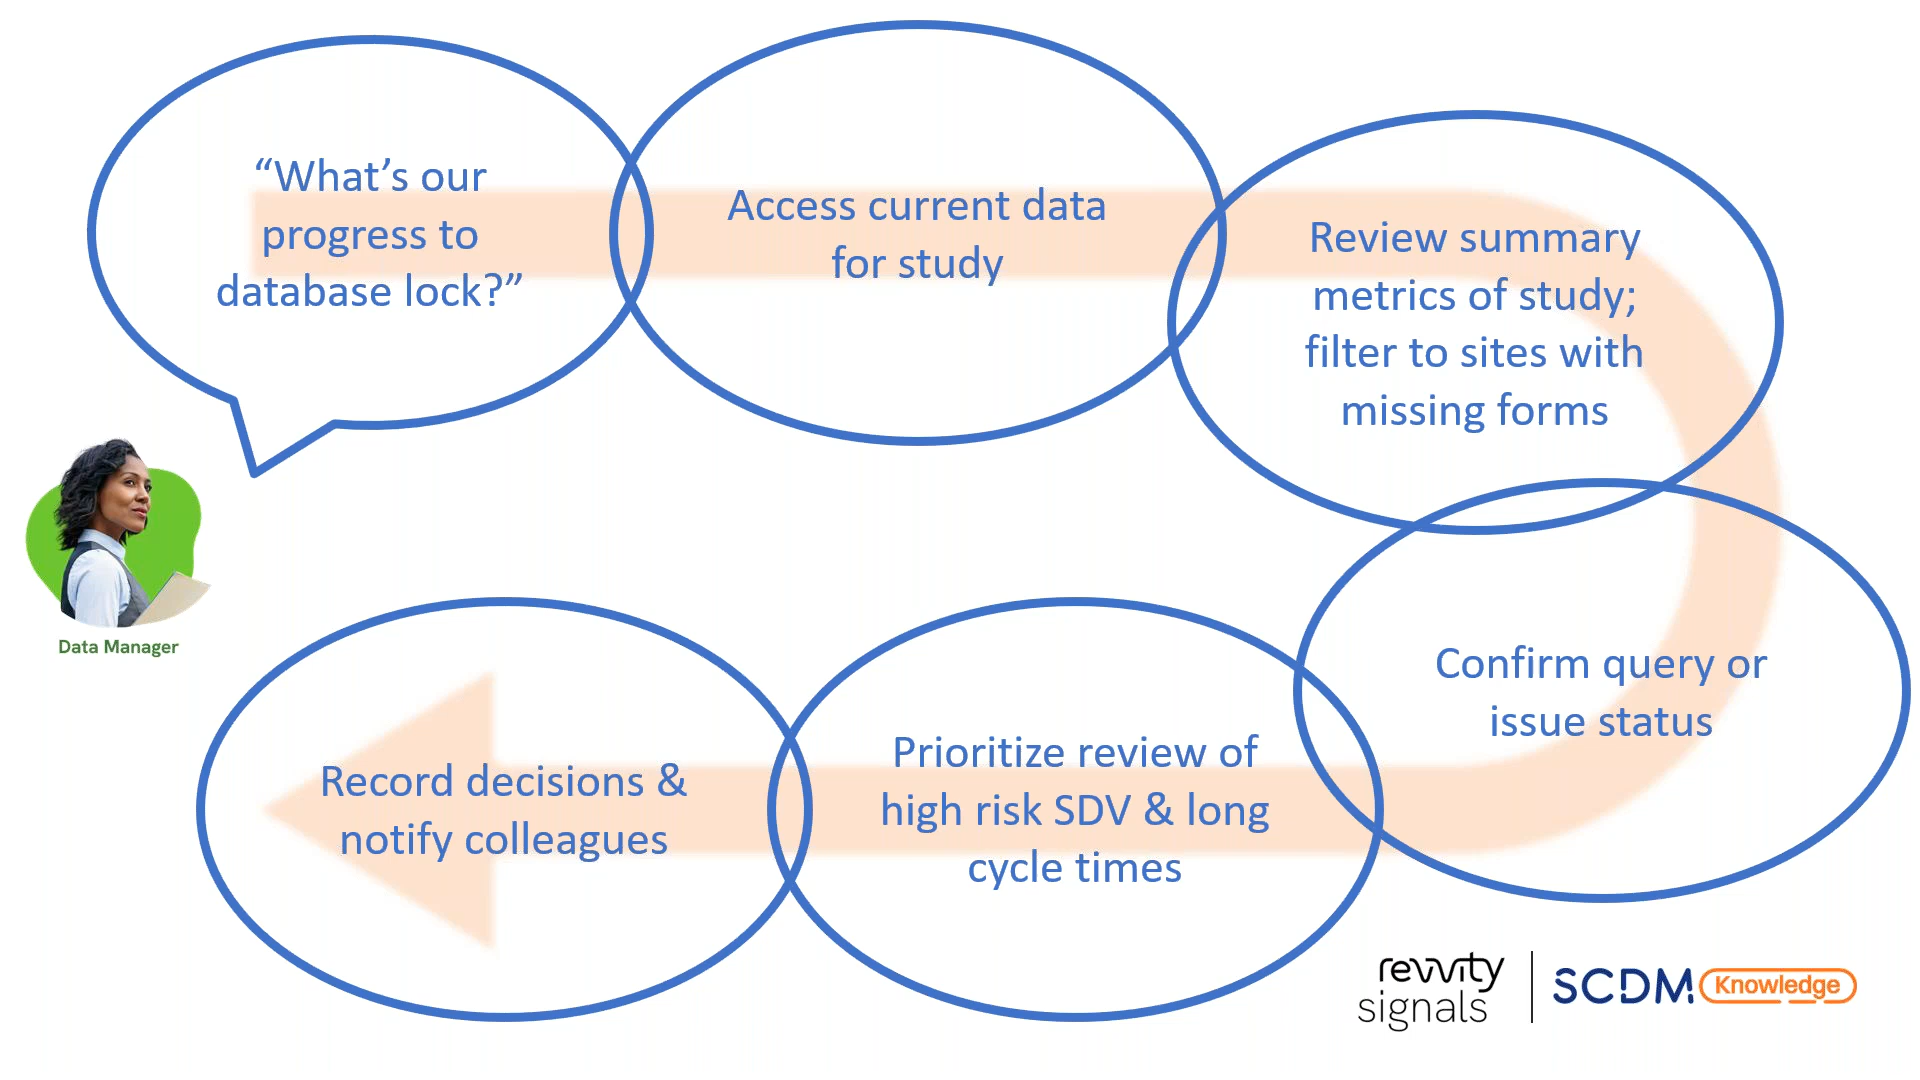 “What’s our
progress to
database lock?”
Access current data
for study
Review summary
metrics of study;
filter to sites with
missing forms
Data Manager
Confirm query or
issue status
Prioritize review of
high risk SDV & long
cycle times
Record decisions &
notify colleagues
revvity
signals
SCDM Knowledge